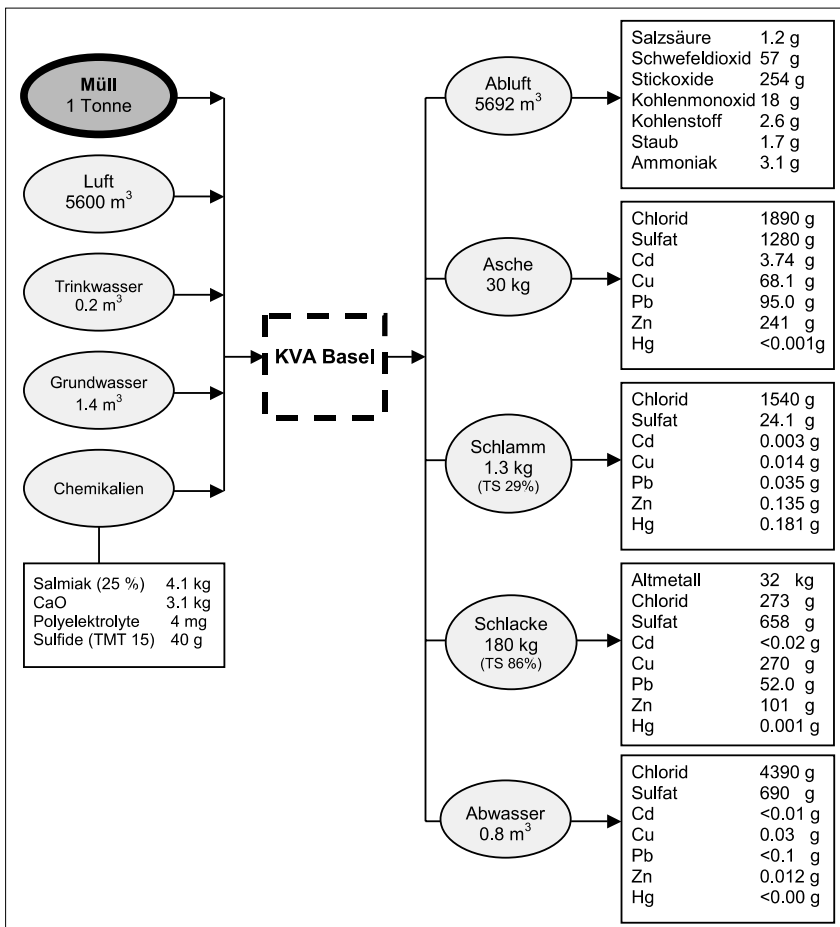 Müll
1 Tonne
Luft
5600 m³
Trinkwasser
0.2 m³
Grundwasser
1.4 m³
Chemikalien
Salmiak (25 %) 4.1 kg
CaO 3.1 kg
Polyelektrolyte 4 mg
Sulfide (TMT 15) 40 g
KVA Basel
Abluft
5692 m³
Salzsäure 1.2 g
Schwefeldioxid 57 g
Stickoxide 254 g
Kohlenmonoxid 18 g
Kohlenstoff 2.6 g
Staub 1.7 g
Ammoniak 3.1 g
Asche
30 kg
Chlorid 1890 g
Sulfat 1280 g
Cd 3.74 g
Cu 68.1 g
Pb 95.0 g
Zn 241 g
Hg <0.001g
Schlamm
1.3 kg
(TS 29%)
Chlorid 1540 g
Sulfat 24.1 g
Cd 0.003 g
Cu 0.014 g
Pb 0.035 g
Zn 0.135 g
Hg 0.181 g
Schlacke
180 kg
(TS 86%)
Altmetall 32 kg
Chlorid 273 g
Sulfat 658 g
Cd <0.02 g
Cu 270 g
Pb 52.0 g
Zn 101 g
Hg 0.001 g
Abwasser
0.8 m³
Chlorid 4390 g
Sulfat 690 g
Cd <0.01 g
Cu 0.03 g
Pb <0.1 g
Zn 0.012 g
Hg <0.00 g